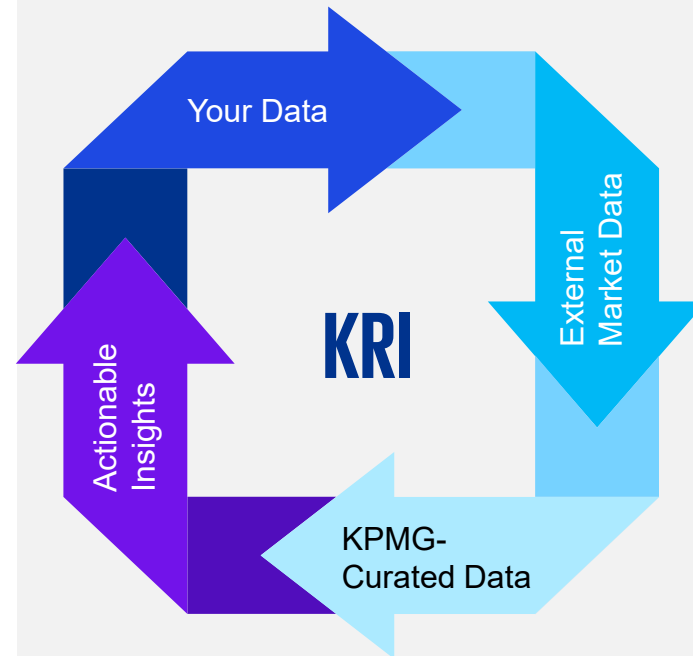 Your Data
External
Market Data
KRI
KPMG-
Curated Data
Actionable
Insights